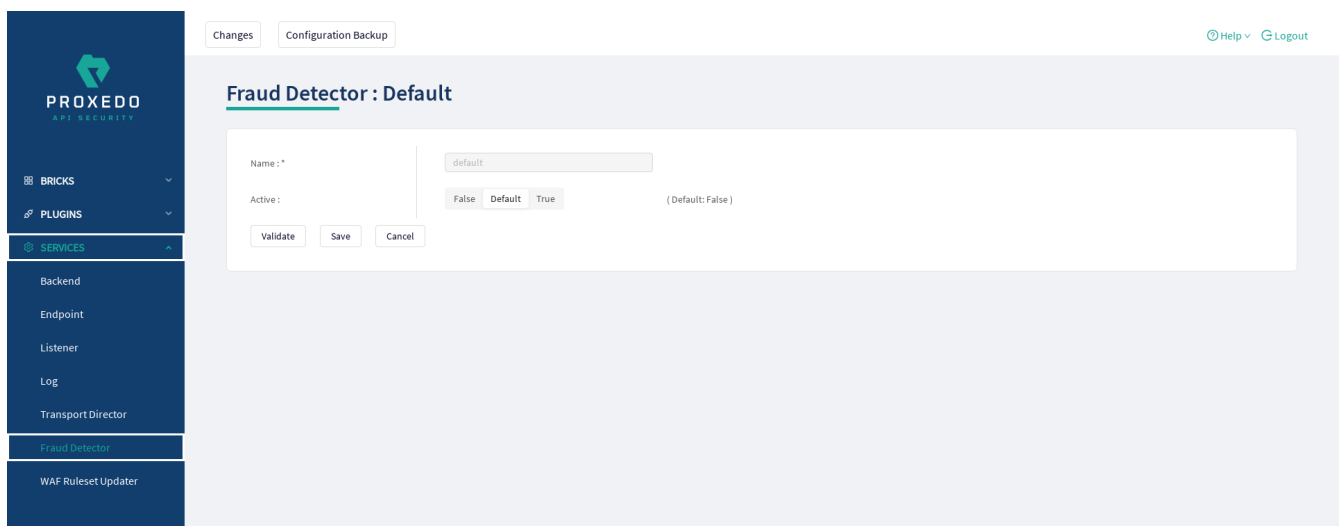 Changes Configuration Backup Help Logout
PROXEDO
API SECURITY
Fraud Detector : Default
Name : * default
BRICKS
Active : False Default True ( Default: False )
PLUGINS
Validate Save Cancel
SERVICES
Backend
Endpoint
Listener
Log
Transport Director
Fraud Detector
WAF Ruleset Updater